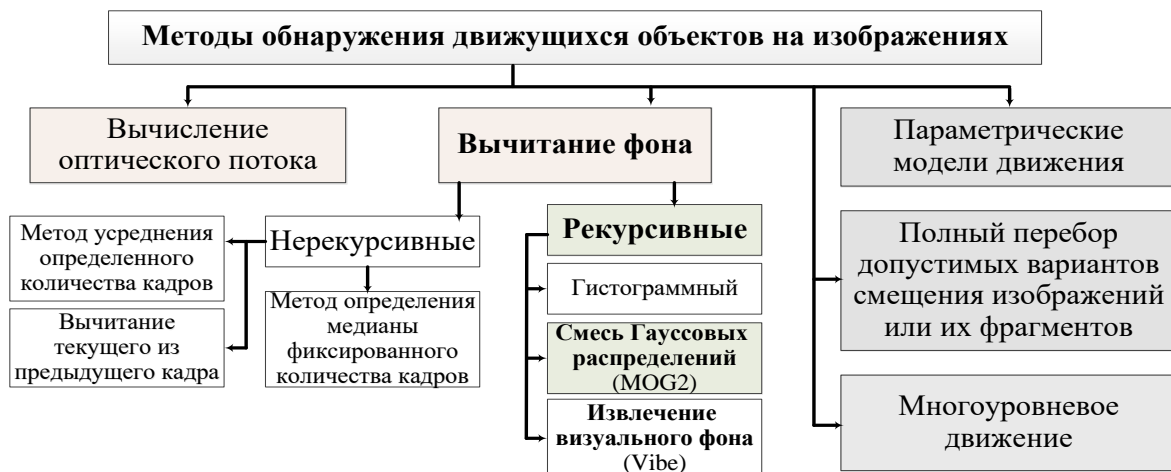 Методы обнаружения движущихся объектов на изображениях
Вычисление
оптического потока
Вычитание фона
Параметрические
модели движения
Нерекурсивные
Рекурсивные
Метод усреднения
определенного
количества кадров
Вычитание
текущего из
предыдущего кадра
Метод определения
медианы
фиксированного
количества кадров
Гистограммный
Смесь Гауссовых
распределений
(MOG2)
Извлечение
визуального фона
(Vibe)
Полный перебор
допустимых вариантов
смещения изображений
или их фрагментов
Многоуровневое
движение